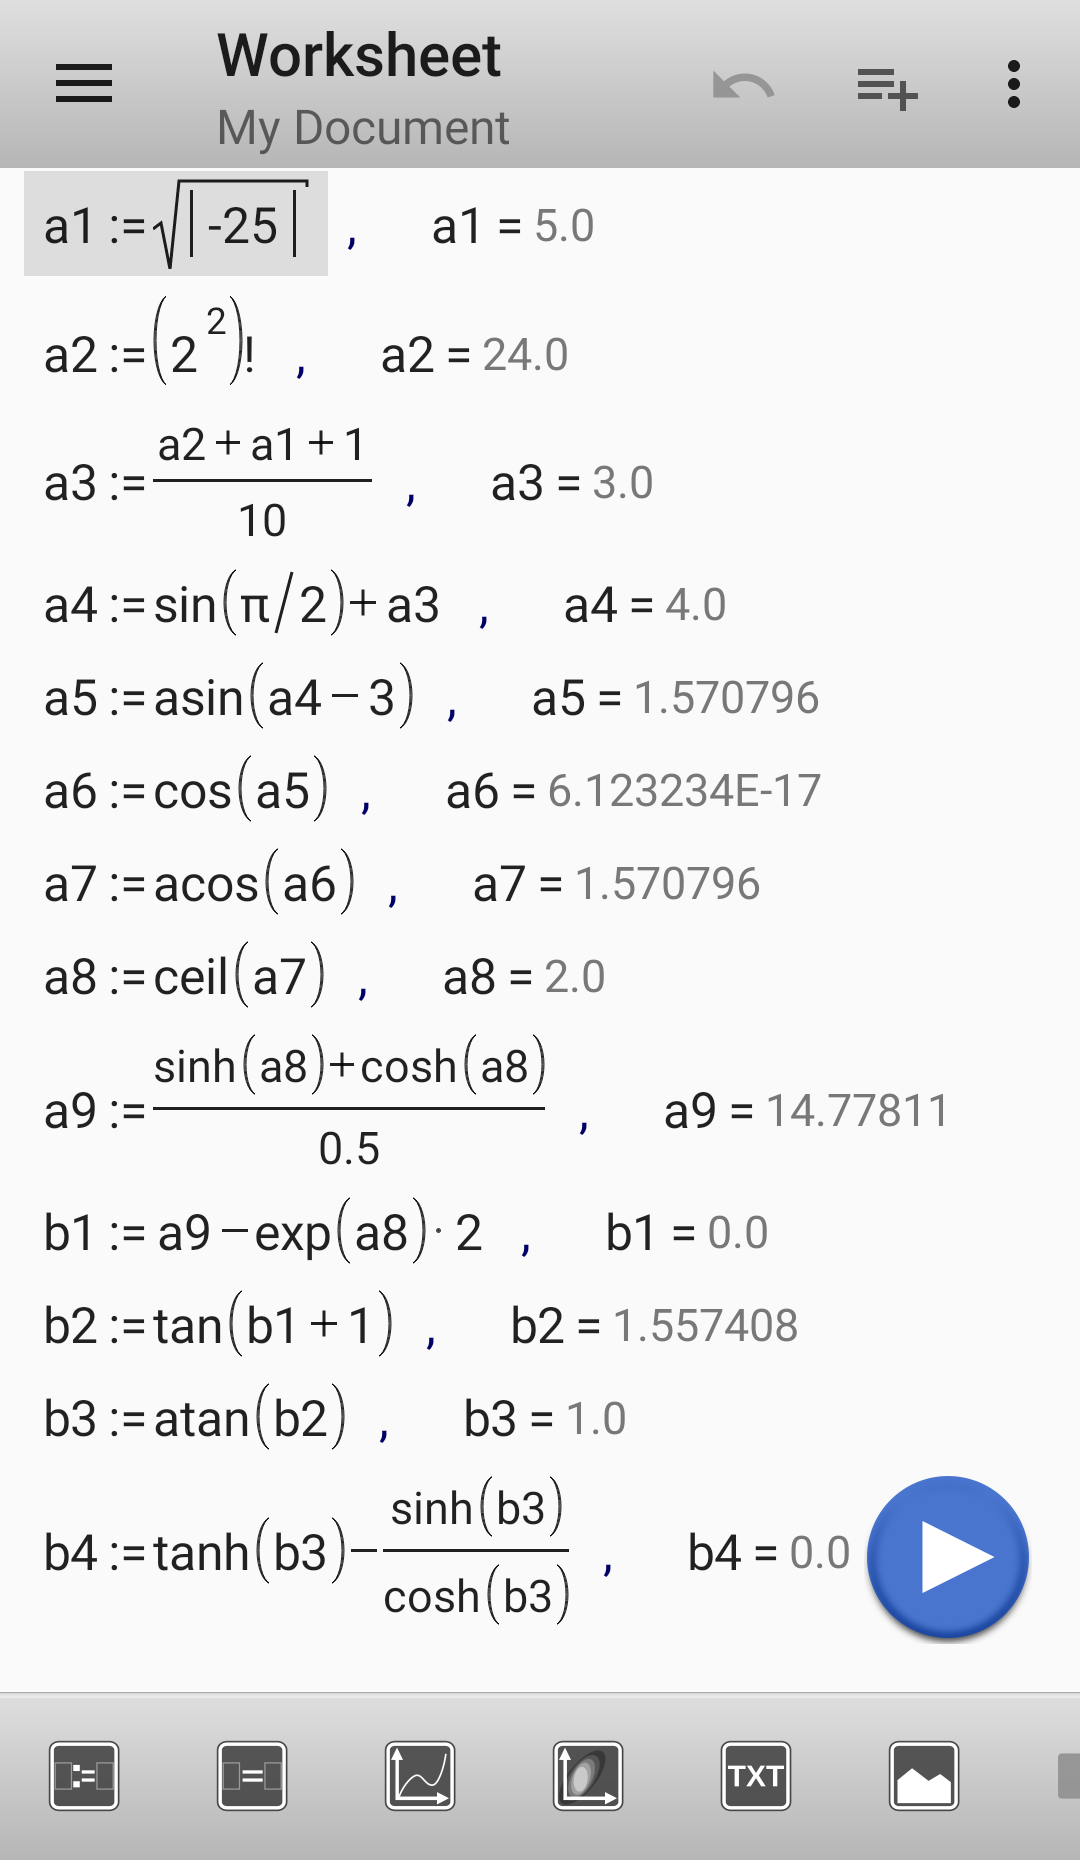 Worksheet
My Document
a1 := √|-25| , a1 = 5.0
a2 := (2^2)! , a2 = 24.0
a3 := (a2 + a1 + 1)/10 , a3 = 3.0
a4 := sin(π/2) + a3 , a4 = 4.0
a5 := asin(a4 − 3) , a5 = 1.570796
a6 := cos(a5) , a6 = 6.123234E-17
a7 := acos(a6) , a7 = 1.570796
a8 := ceil(a7) , a8 = 2.0
a9 := (sinh(a8) + cosh(a8))/0.5 , a9 = 14.77811
b1 := a9 − exp(a8) · 2 , b1 = 0.0
b2 := tan(b1 + 1) , b2 = 1.557408
b3 := atan(b2) , b3 = 1.0
b4 := tanh(b3) − sinh(b3)/cosh(b3) , b4 = 0.0
:= = TXT